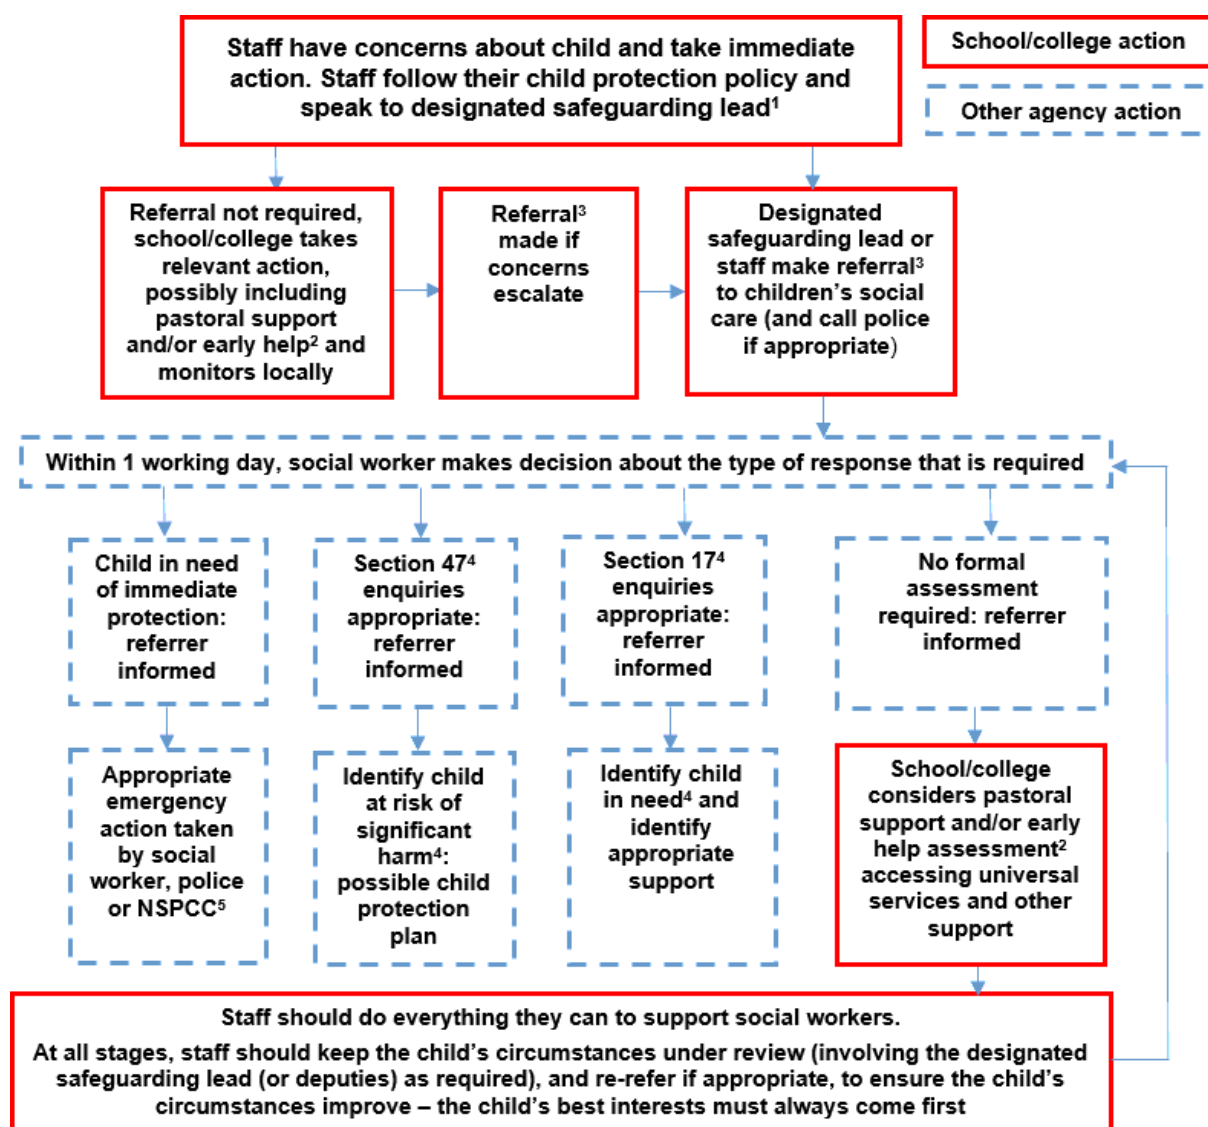 Staff have concerns about child and take immediate
action. Staff follow their child protection policy and
speak to designated safeguarding lead¹
School/college action
Other agency action
Referral not required,
school/college takes
relevant action,
possibly including
pastoral support
and/or early help² and
monitors locally
Referral³
made if
concerns
escalate
Designated
safeguarding lead or
staff make referral³
to children’s social
care (and call police
if appropriate)
Within 1 working day, social worker makes decision about the type of response that is required
Child in need
of immediate
protection:
referrer
informed
Section 47⁴
enquiries
appropriate:
referrer
informed
Section 17⁴
enquiries
appropriate:
referrer
informed
No formal
assessment
required: referrer
informed
Appropriate
emergency
action taken
by social
worker, police
or NSPCC⁵
Identify child
at risk of
significant
harm⁴:
possible child
protection
plan
Identify child
in need⁴ and
identify
appropriate
support
School/college
considers pastoral
support and/or early
help assessment²
accessing universal
services and other
support
Staff should do everything they can to support social workers.
At all stages, staff should keep the child’s circumstances under review (involving the designated
safeguarding lead (or deputies) as required), and re-refer if appropriate, to ensure the child’s
circumstances improve – the child’s best interests must always come first